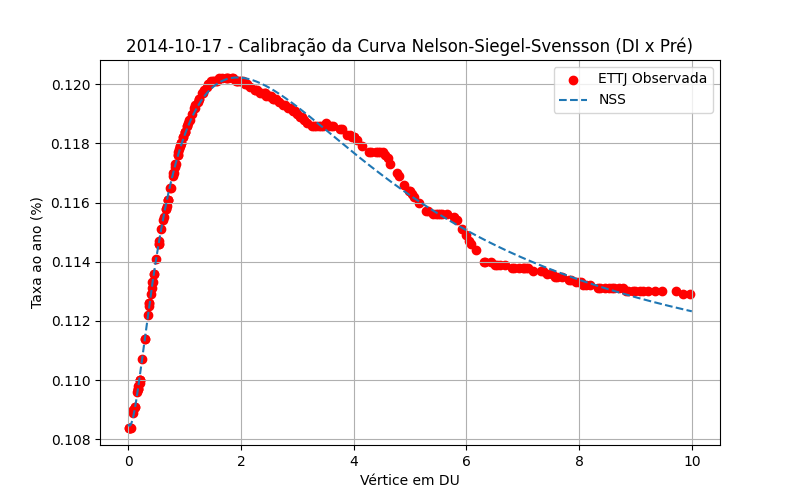 2014-10-17 - Calibração da Curva Nelson-Siegel-Svensson (DI x Pré)
ETTJ Observada
NSS
0.120
0.118
0.116
0.114
0.112
0.110
0.108
Taxa ao ano (%)
0 2 4 6 8 10
Vértice em DU